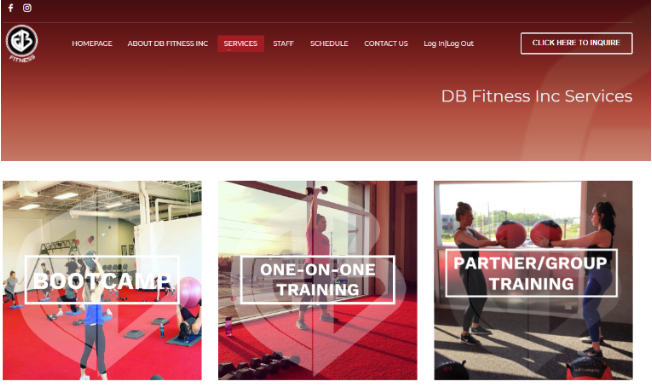 DB
FITNESS
HOMEPAGE ABOUT DB FITNESS INC SERVICES STAFF SCHEDULE CONTACT US Log In|Log Out CLICK HERE TO INQUIRE
DB Fitness Inc Services
BOOTCAMP
ONE-ON-ONE
TRAINING
PARTNER/GROUP
TRAINING